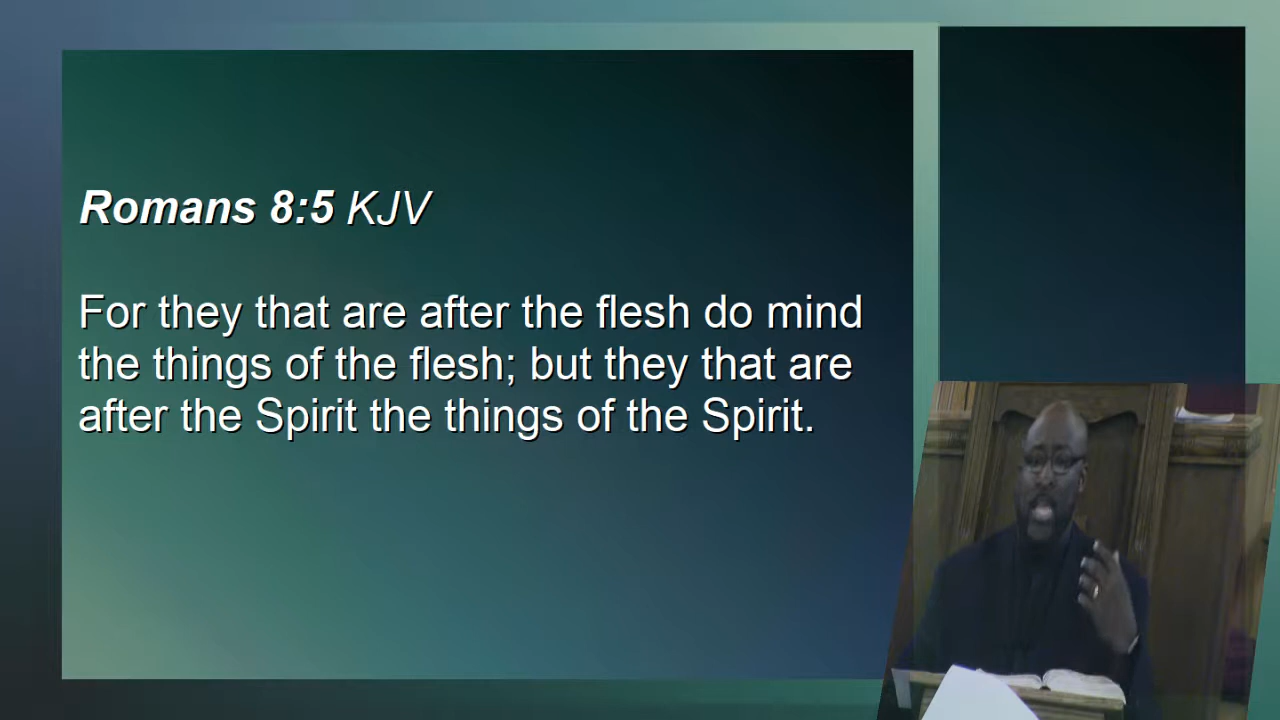 Romans 8:5 KJV
For they that are after the flesh do mind
the things of the flesh; but they that are
after the Spirit the things of the Spirit.